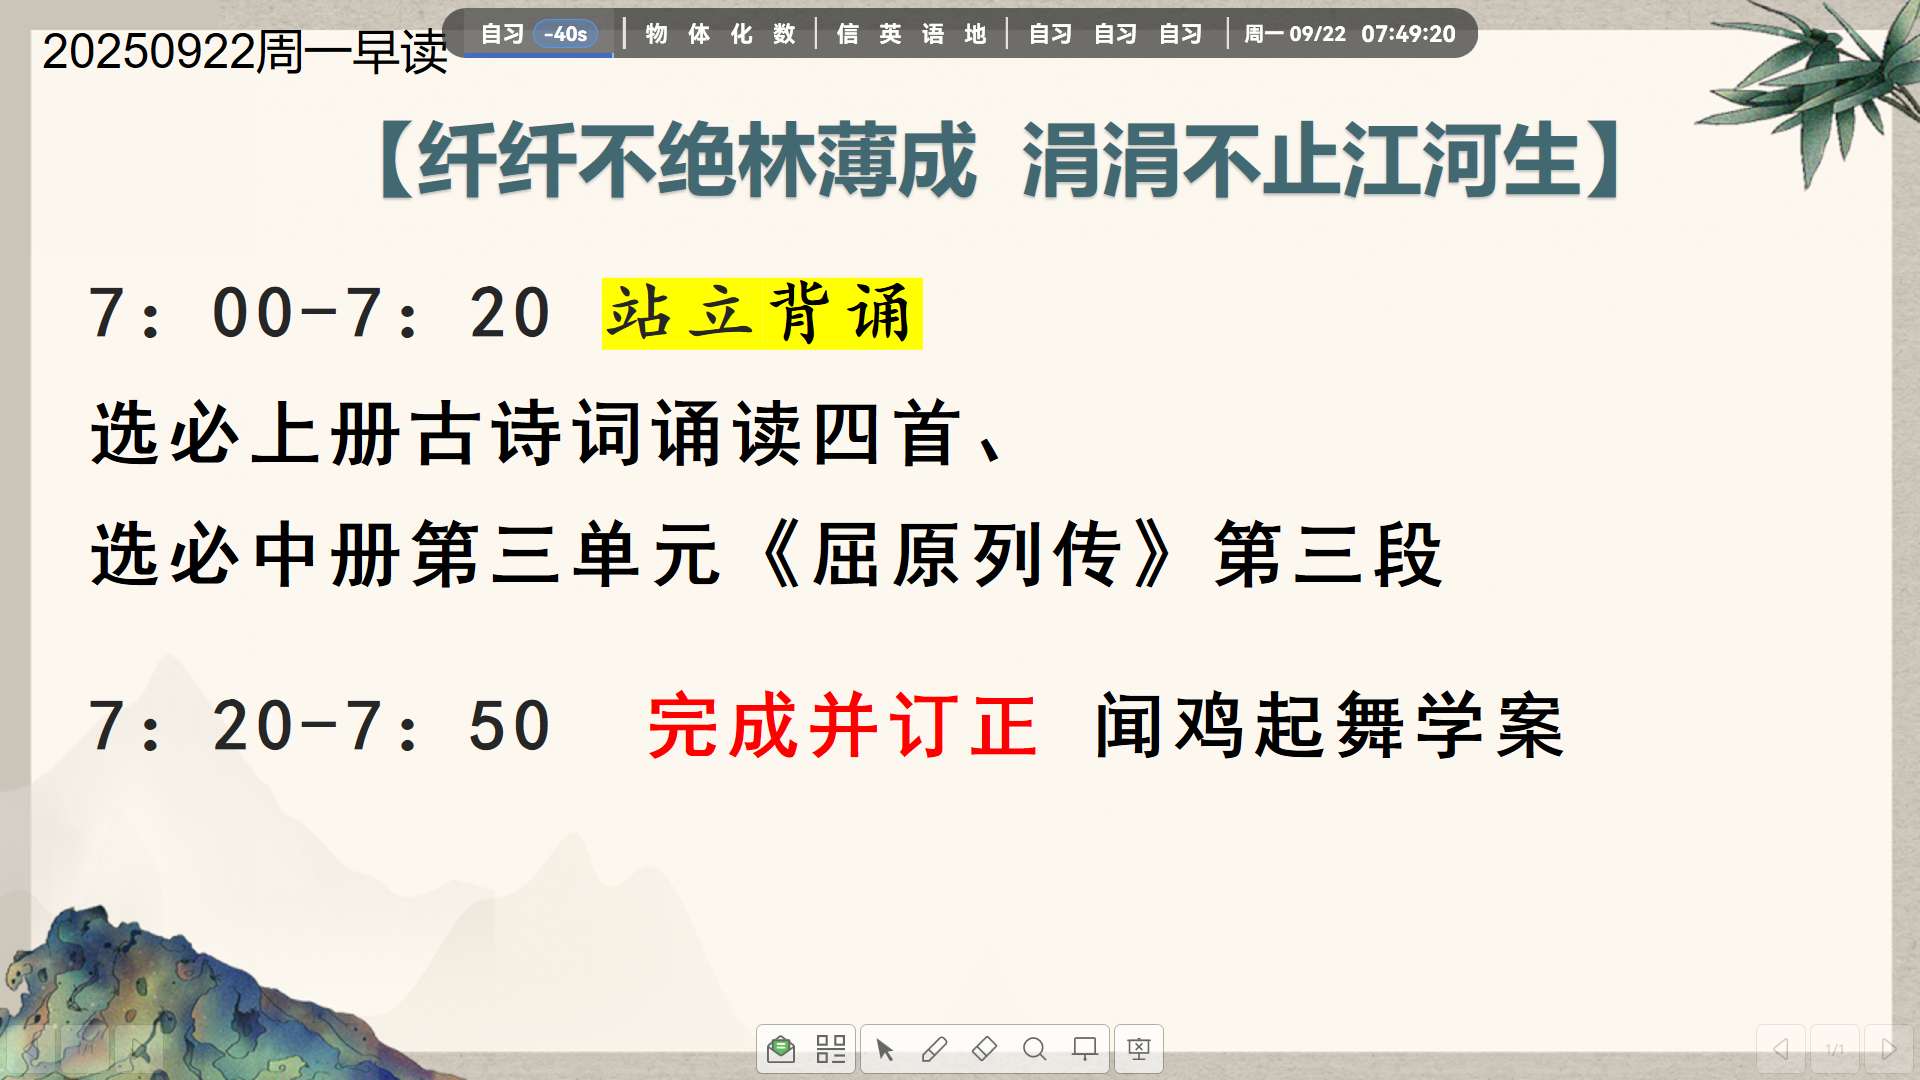 20250922周一早读
自习 -40s | 物 体 化 数 | 信 英 语 地 | 自习 自习 自习 | 周一 09/22 07:49:20
【纤纤不绝林薄成 涓涓不止江河生】
7：00-7：20 站立背诵
选必上册古诗词诵读四首、
选必中册第三单元《屈原列传》第三段
7：20-7：50 完成并订正 闻鸡起舞学案
1/1